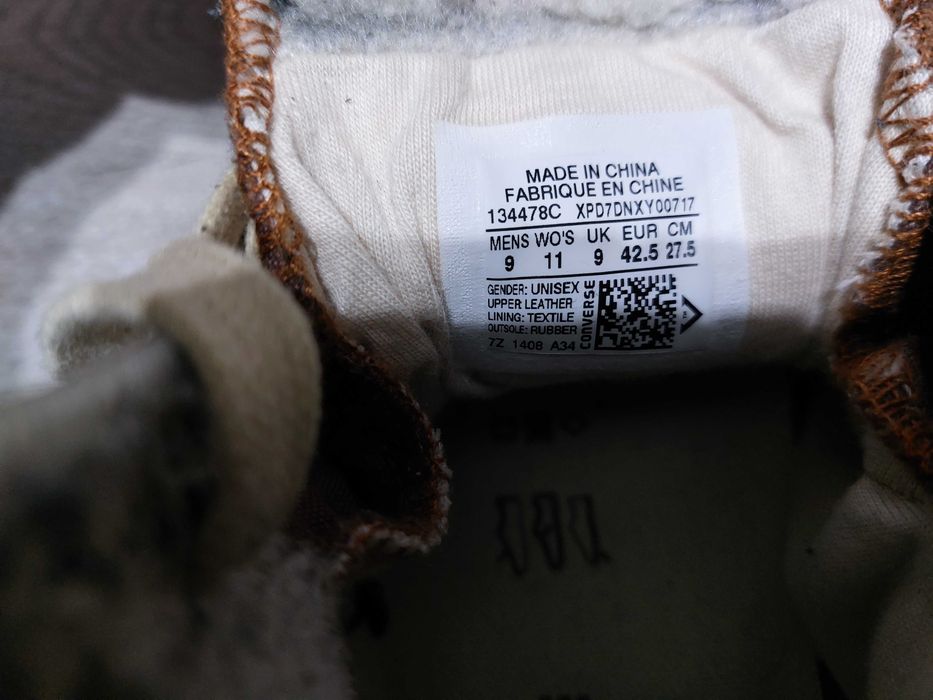 MADE IN CHINA
FABRIQUE EN CHINE
134478C XPD7DNXY00717
MENS WO'S UK EUR CM
9 11 9 42.5 27.5
GENDER: UNISEX
UPPER LEATHER
LINING: TEXTILE
OUTSOLE: RUBBER
7Z 1408 A34
CONVERSE